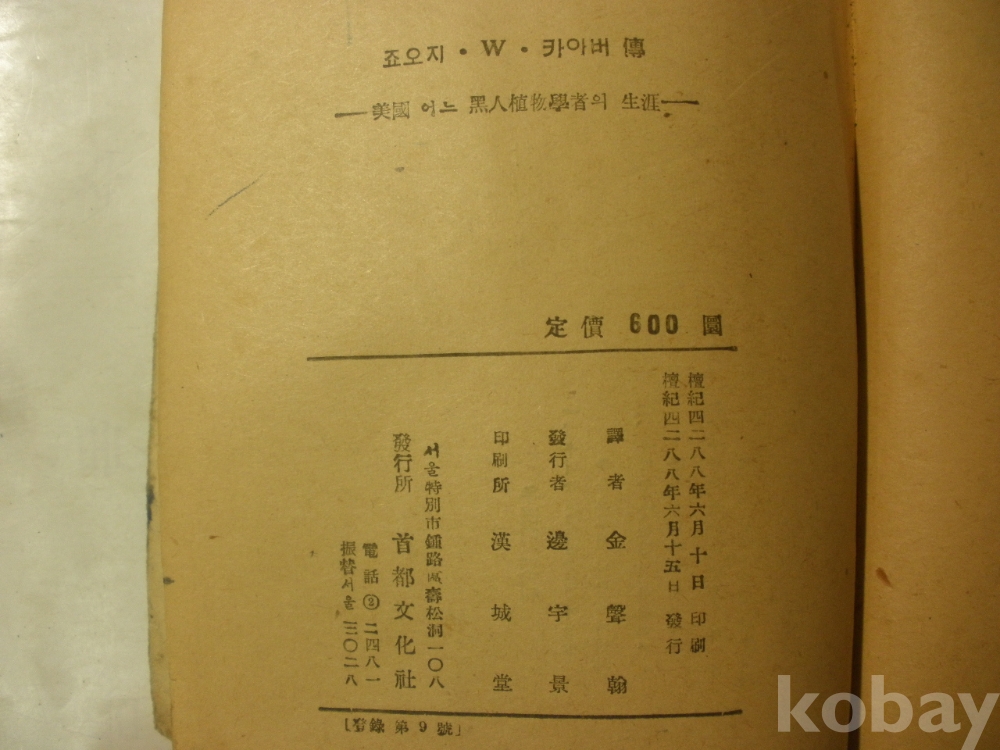 죠오지・W・카아버 傳
──美國 어느 黑人植物學者의 生涯──
定價 600 圜
檀紀四二八八年六月十日 印刷
檀紀四二八八年六月十五日 發行
譯者 金聲翰
發行者 邊宇景
印刷所 漢城堂
서울特別市鍾路區壽松洞一〇八
發行所 首都文化社
電話②二四八一
振替서울三〇二八
[登錄 第9號]
kobay